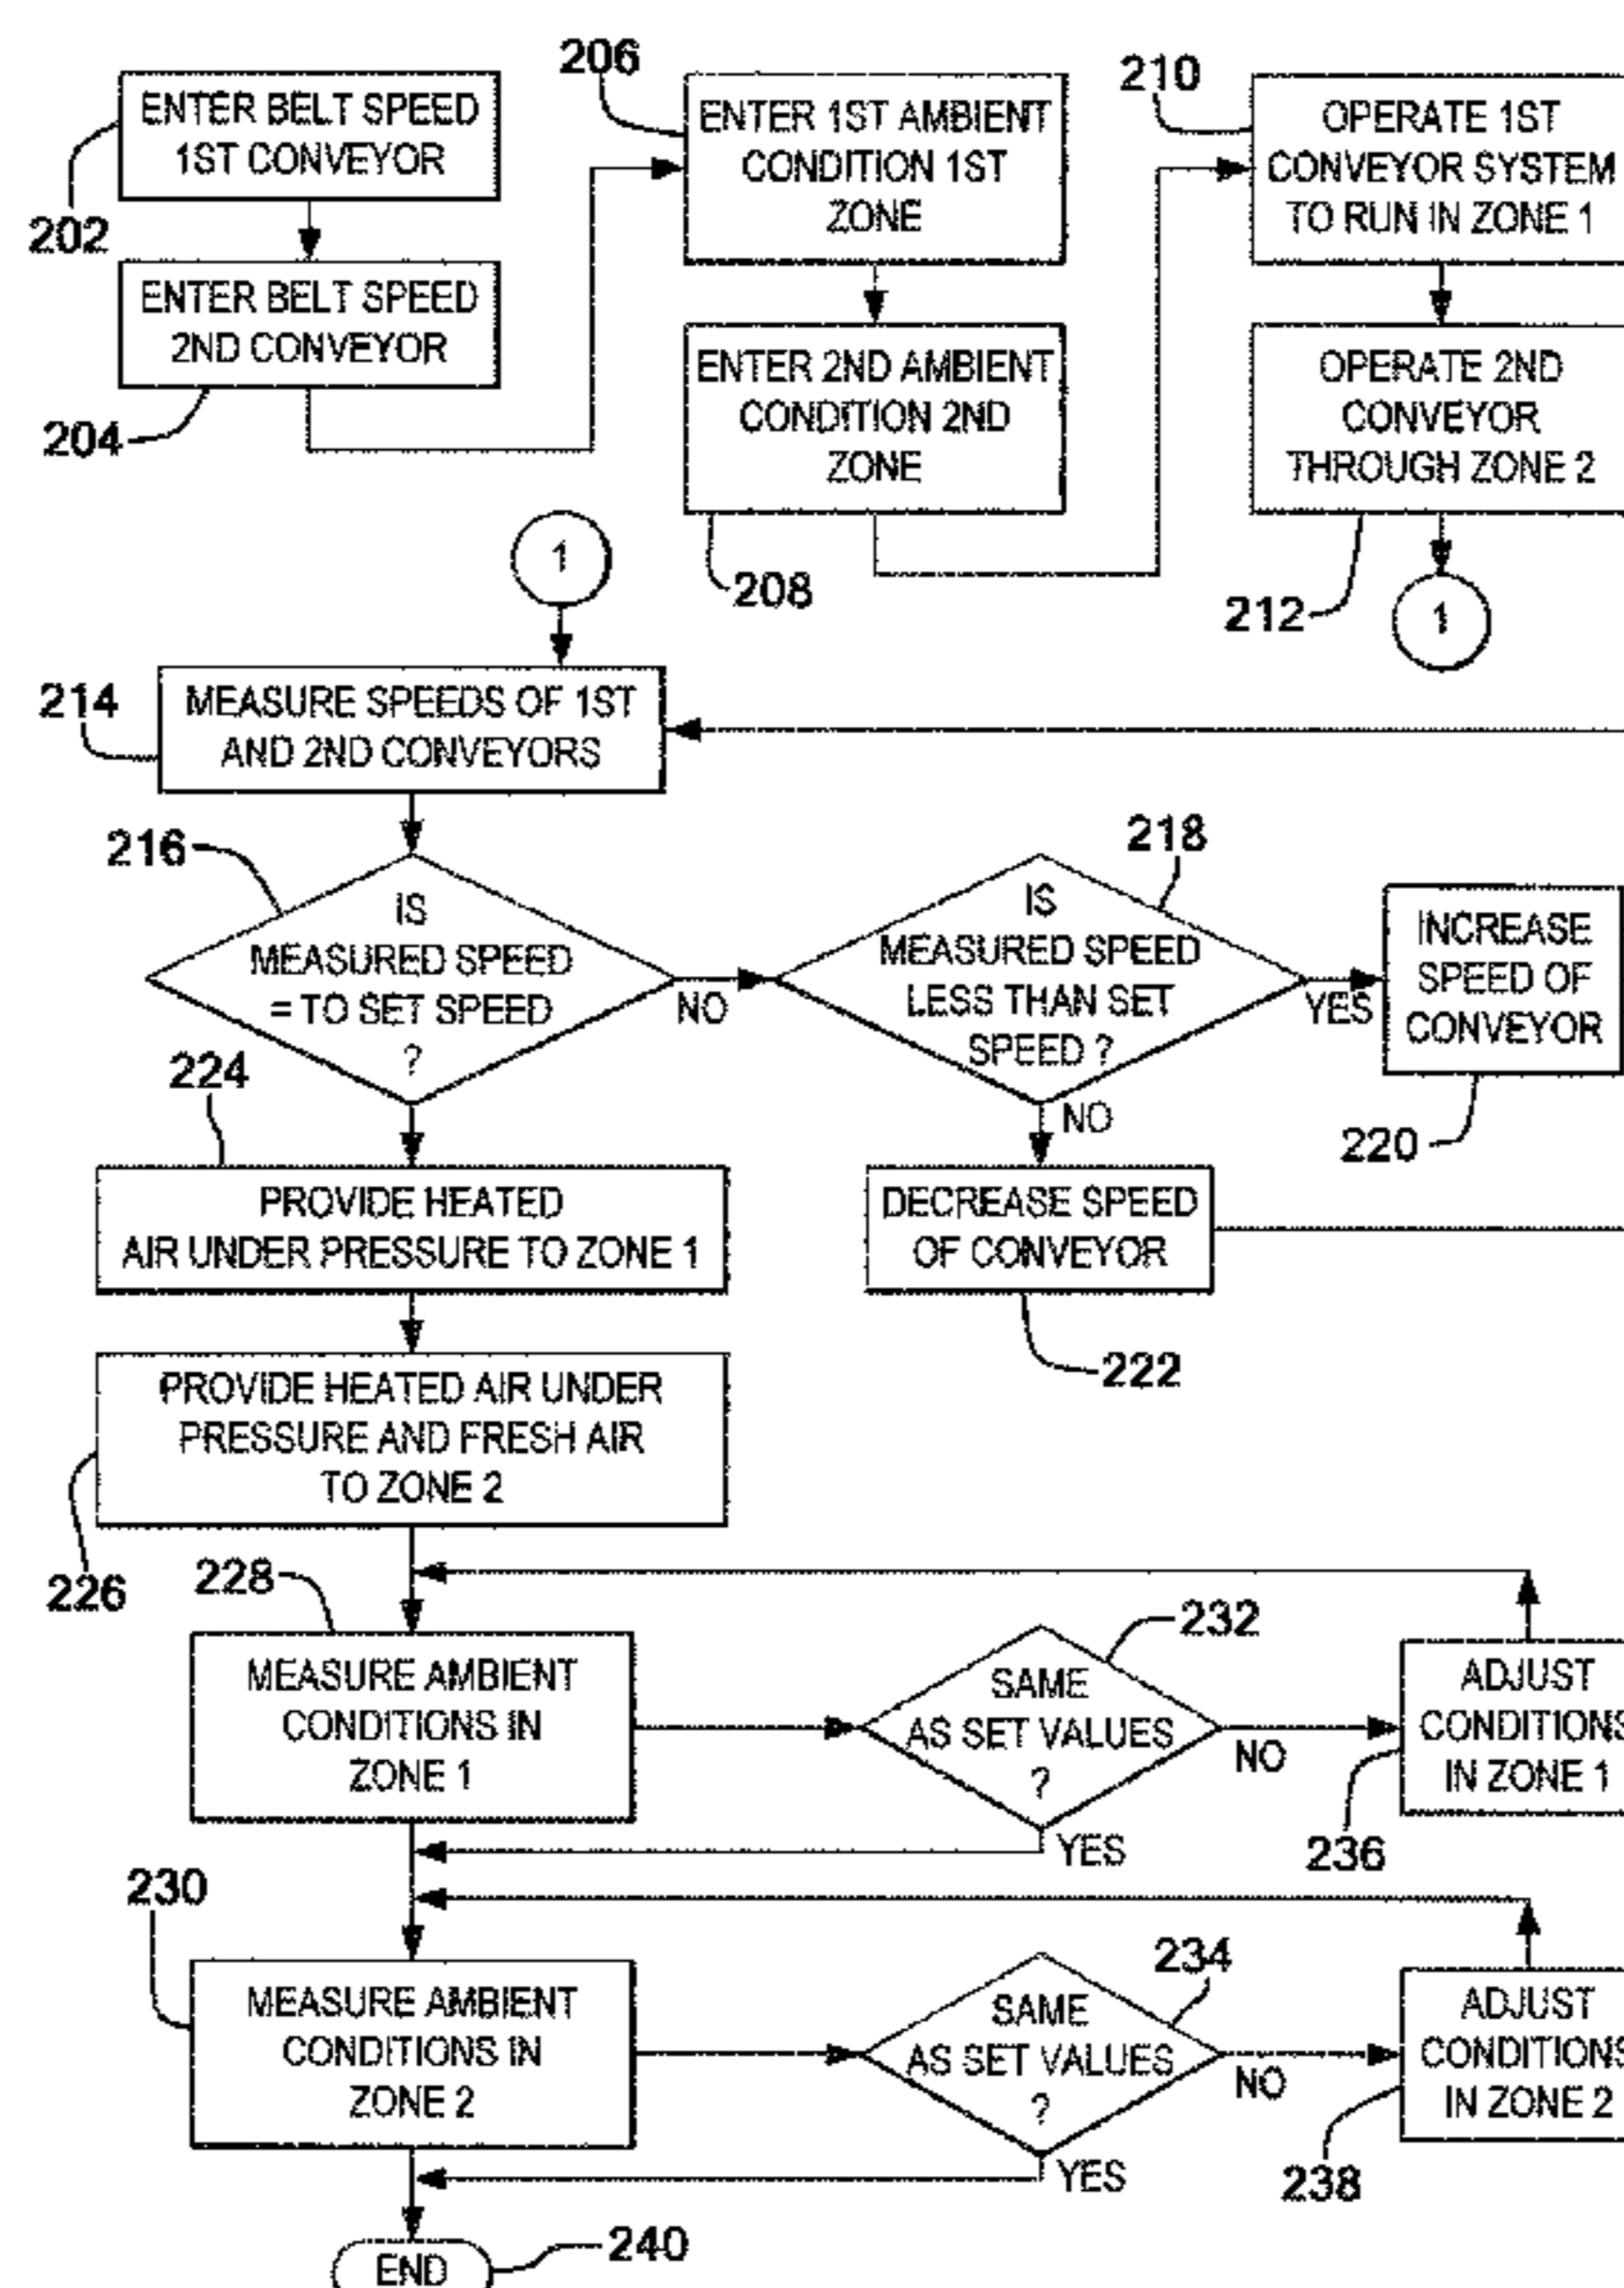 202
ENTER BELT SPEED
1ST CONVEYOR
204
ENTER BELT SPEED
2ND CONVEYOR
206
ENTER 1ST AMBIENT
CONDITION 1ST
ZONE
208
ENTER 2ND AMBIENT
CONDITION 2ND
ZONE
210
OPERATE 1ST
CONVEYOR SYSTEM
TO RUN IN ZONE 1
212
OPERATE 2ND
CONVEYOR
THROUGH ZONE 2
1
1
214
MEASURE SPEEDS OF 1ST
AND 2ND CONVEYORS
216
IS
MEASURED SPEED
= TO SET SPEED
?
NO
218
IS
MEASURED SPEED
LESS THAN SET
SPEED ?
YES
INCREASE
SPEED OF
CONVEYOR
220
NO
DECREASE SPEED
OF CONVEYOR
222
224
PROVIDE HEATED
AIR UNDER PRESSURE TO ZONE 1
226
PROVIDE HEATED AIR UNDER
PRESSURE AND FRESH AIR
TO ZONE 2
228
MEASURE AMBIENT
CONDITIONS IN
ZONE 1
232
SAME
AS SET VALUES
?
NO
YES
ADJUST
CONDITIONS
IN ZONE 1
236
230
MEASURE AMBIENT
CONDITIONS IN
ZONE 2
234
SAME
AS SET VALUES
?
NO
YES
ADJUST
CONDITIONS
IN ZONE 2
238
END
240